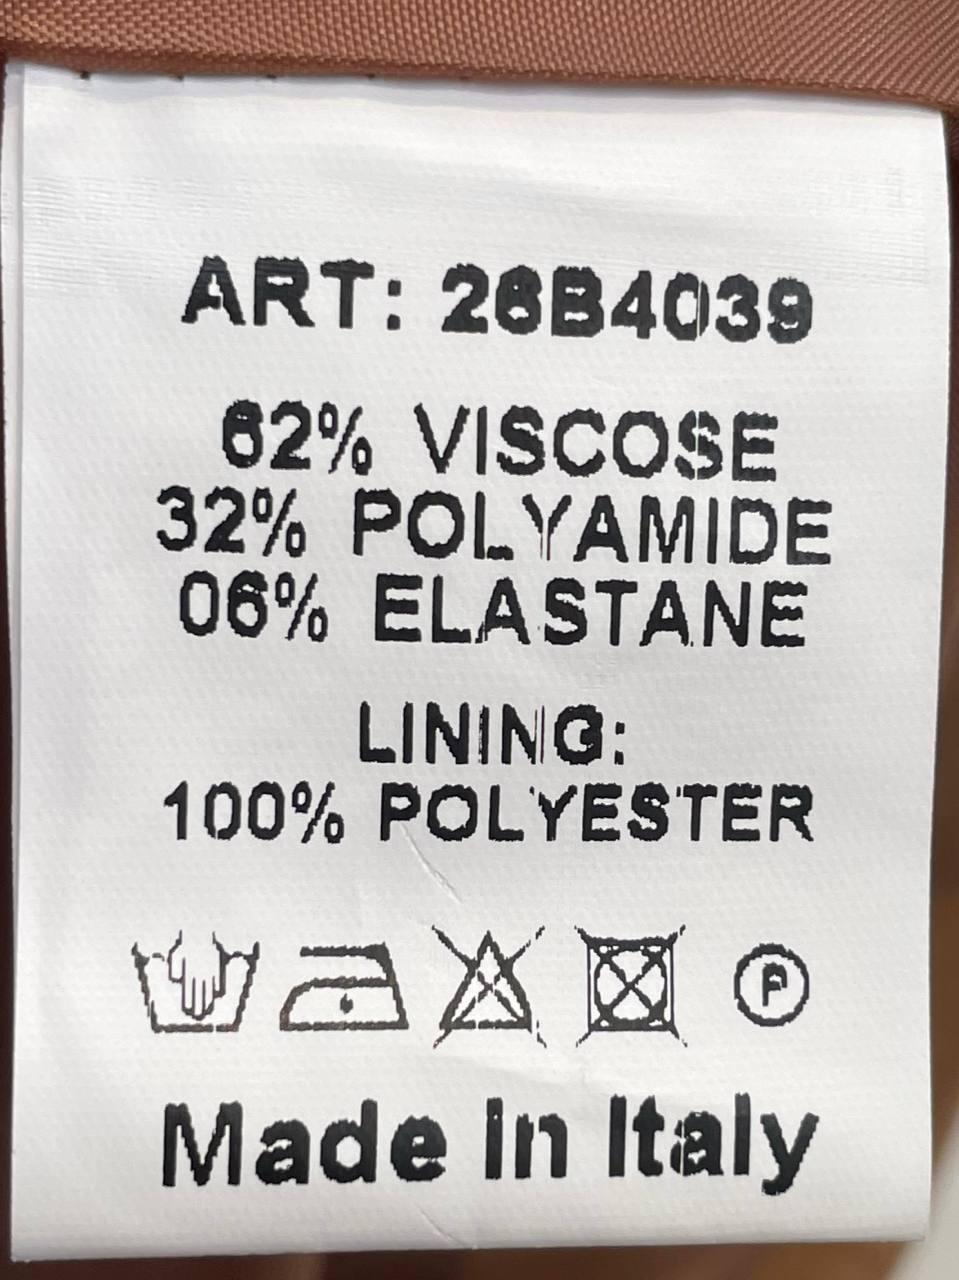 ART: 26B4039
62% VISCOSE
32% POLYAMIDE
06% ELASTANE
LINING:
100% POLYESTER
P
Made in Italy